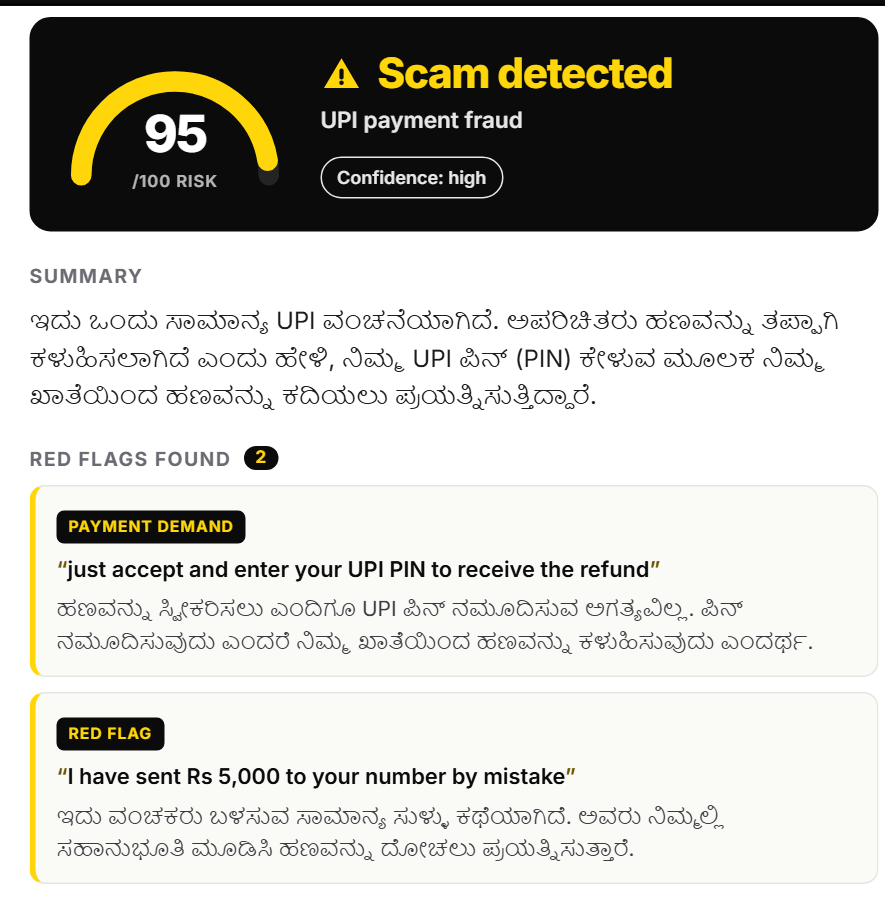 Scam detected
95
/100 RISK
UPI payment fraud
Confidence: high
SUMMARY
ಇದು ಒಂದು ಸಾಮಾನ್ಯ UPI ವಂಚನೆಯಾಗಿದೆ. ಅಪರಿಚಿತರು ಹಣವನ್ನು ತಪ್ಪಾಗಿ
ಕಳುಹಿಸಲಾಗಿದೆ ಎಂದು ಹೇಳಿ, ನಿಮ್ಮ UPI ಪಿನ್ (PIN) ಕೇಳುವ ಮೂಲಕ ನಿಮ್ಮ
ಖಾತೆಯಿಂದ ಹಣವನ್ನು ಕದಿಯಲು ಪ್ರಯತ್ನಿಸುತ್ತಿದ್ದಾರೆ.
RED FLAGS FOUND 2
PAYMENT DEMAND
“just accept and enter your UPI PIN to receive the refund”
ಹಣವನ್ನು ಸ್ವೀಕರಿಸಲು ಎಂದಿಗೂ UPI ಪಿನ್ ನಮೂದಿಸುವ ಅಗತ್ಯವಿಲ್ಲ. ಪಿನ್
ನಮೂದಿಸುವುದು ಎಂದರೆ ನಿಮ್ಮ ಖಾತೆಯಿಂದ ಹಣವನ್ನು ಕಳುಹಿಸುವುದು ಎಂದರ್ಥ.
RED FLAG
“I have sent Rs 5,000 to your number by mistake”
ಇದು ವಂಚಕರು ಬಳಸುವ ಸಾಮಾನ್ಯ ಸುಳ್ಳು ಕಥೆಯಾಗಿದೆ. ಅವರು ನಿಮ್ಮಲ್ಲಿ
ಸಹಾನುಭೂತಿ ಮೂಡಿಸಿ ಹಣವನ್ನು ದೋಚಲು ಪ್ರಯತ್ನಿಸುತ್ತಾರೆ.